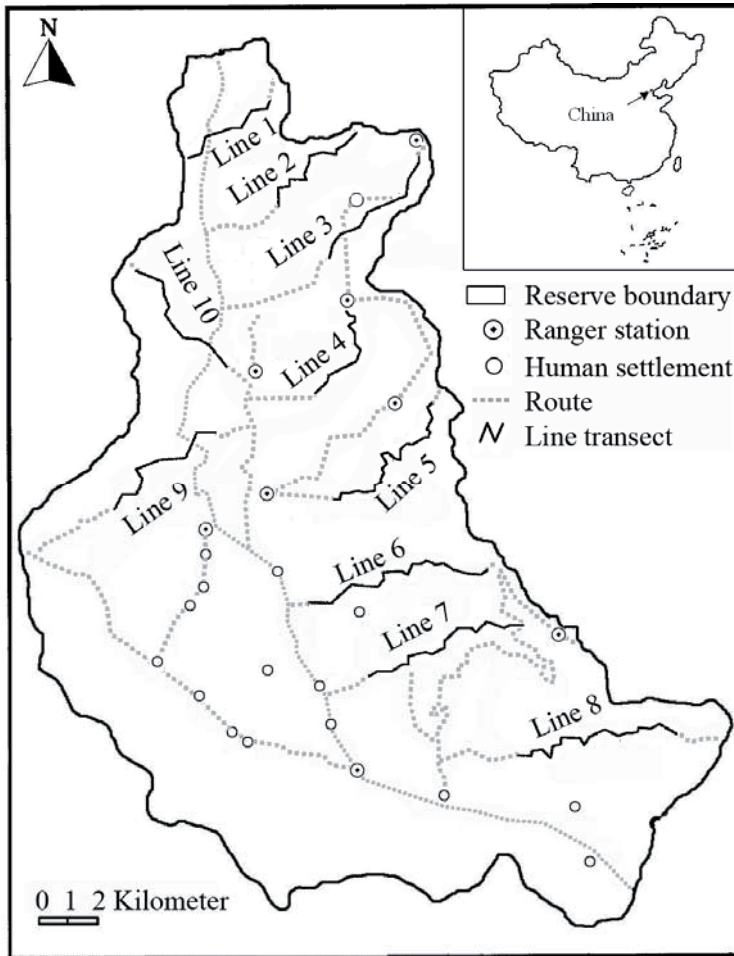 N
China
Line 1
Line 2
Line 3
Line 10
Line 4
Reserve boundary
Ranger station
Human settlement
Route
Line transect
Line 5
Line 9
Line 6
Line 7
Line 8
0 1 2 Kilometer